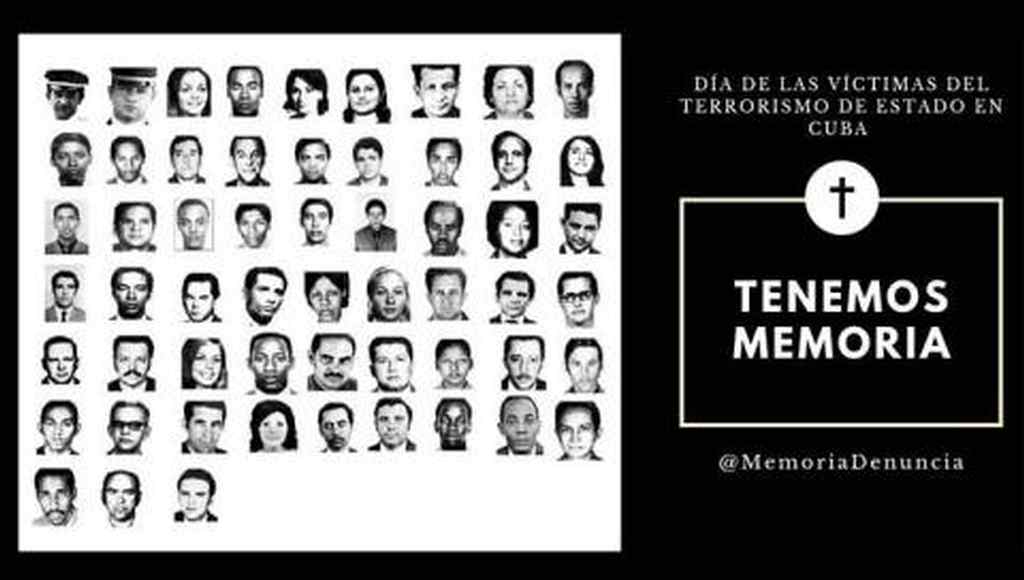 DÍA DE LAS VÍCTIMAS DEL
TERRORISMO DE ESTADO EN
CUBA
TENEMOS
MEMORIA
@MemoriaDenuncia